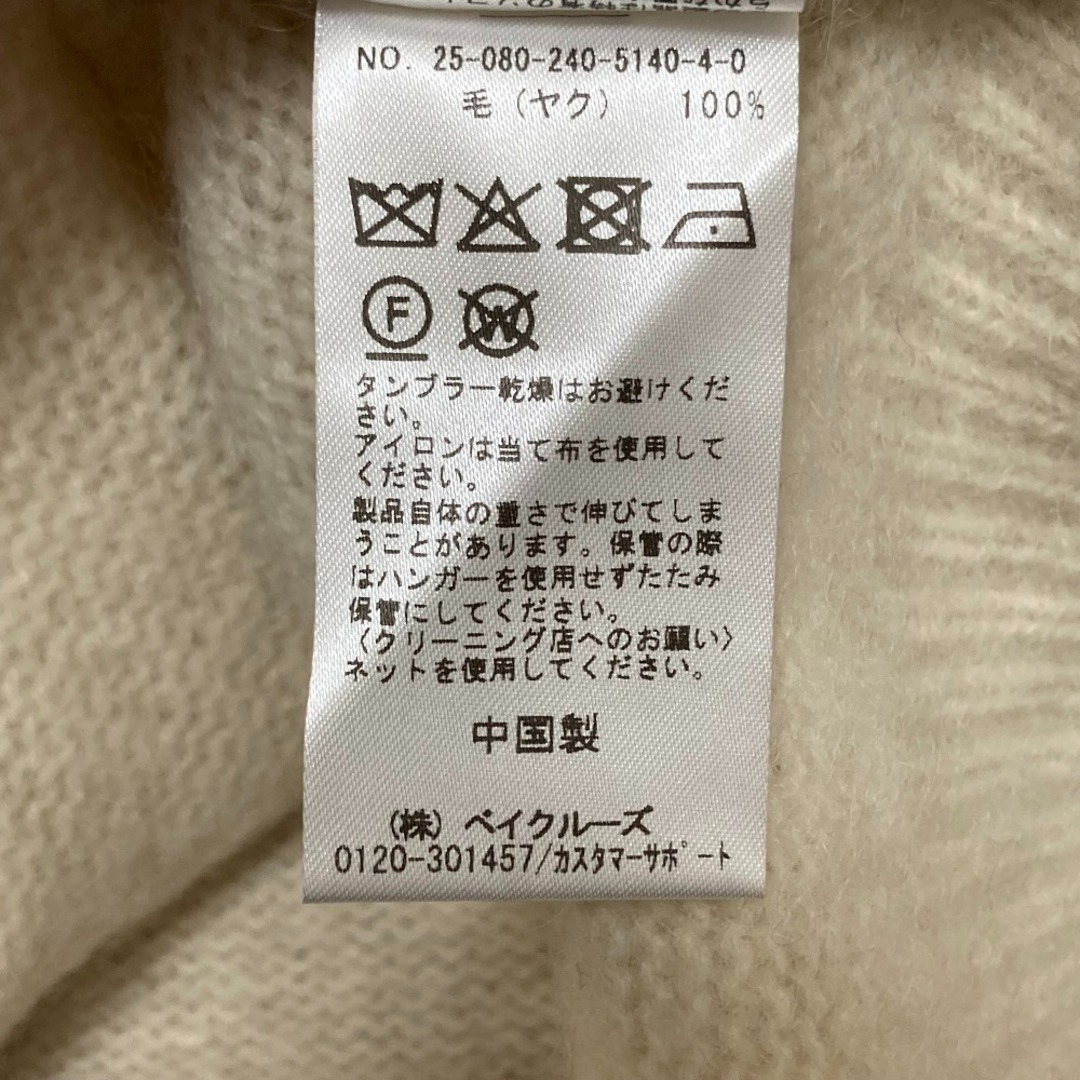 NO. 25-080-240-5140-4-0
毛（ヤク） 100%
F
W
タンブラー乾燥はお避けくだ
さい。
アイロンは当て布を使用して
ください。
製品自体の重さで伸びてしま
うことがあります。保管の際
はハンガーを使用せずたたみ
保管にしてください。
〈クリーニング店へのお願い〉
ネットを使用してください。
中国製
（株）ベイクルーズ
0120-301457/カスタマーサポート